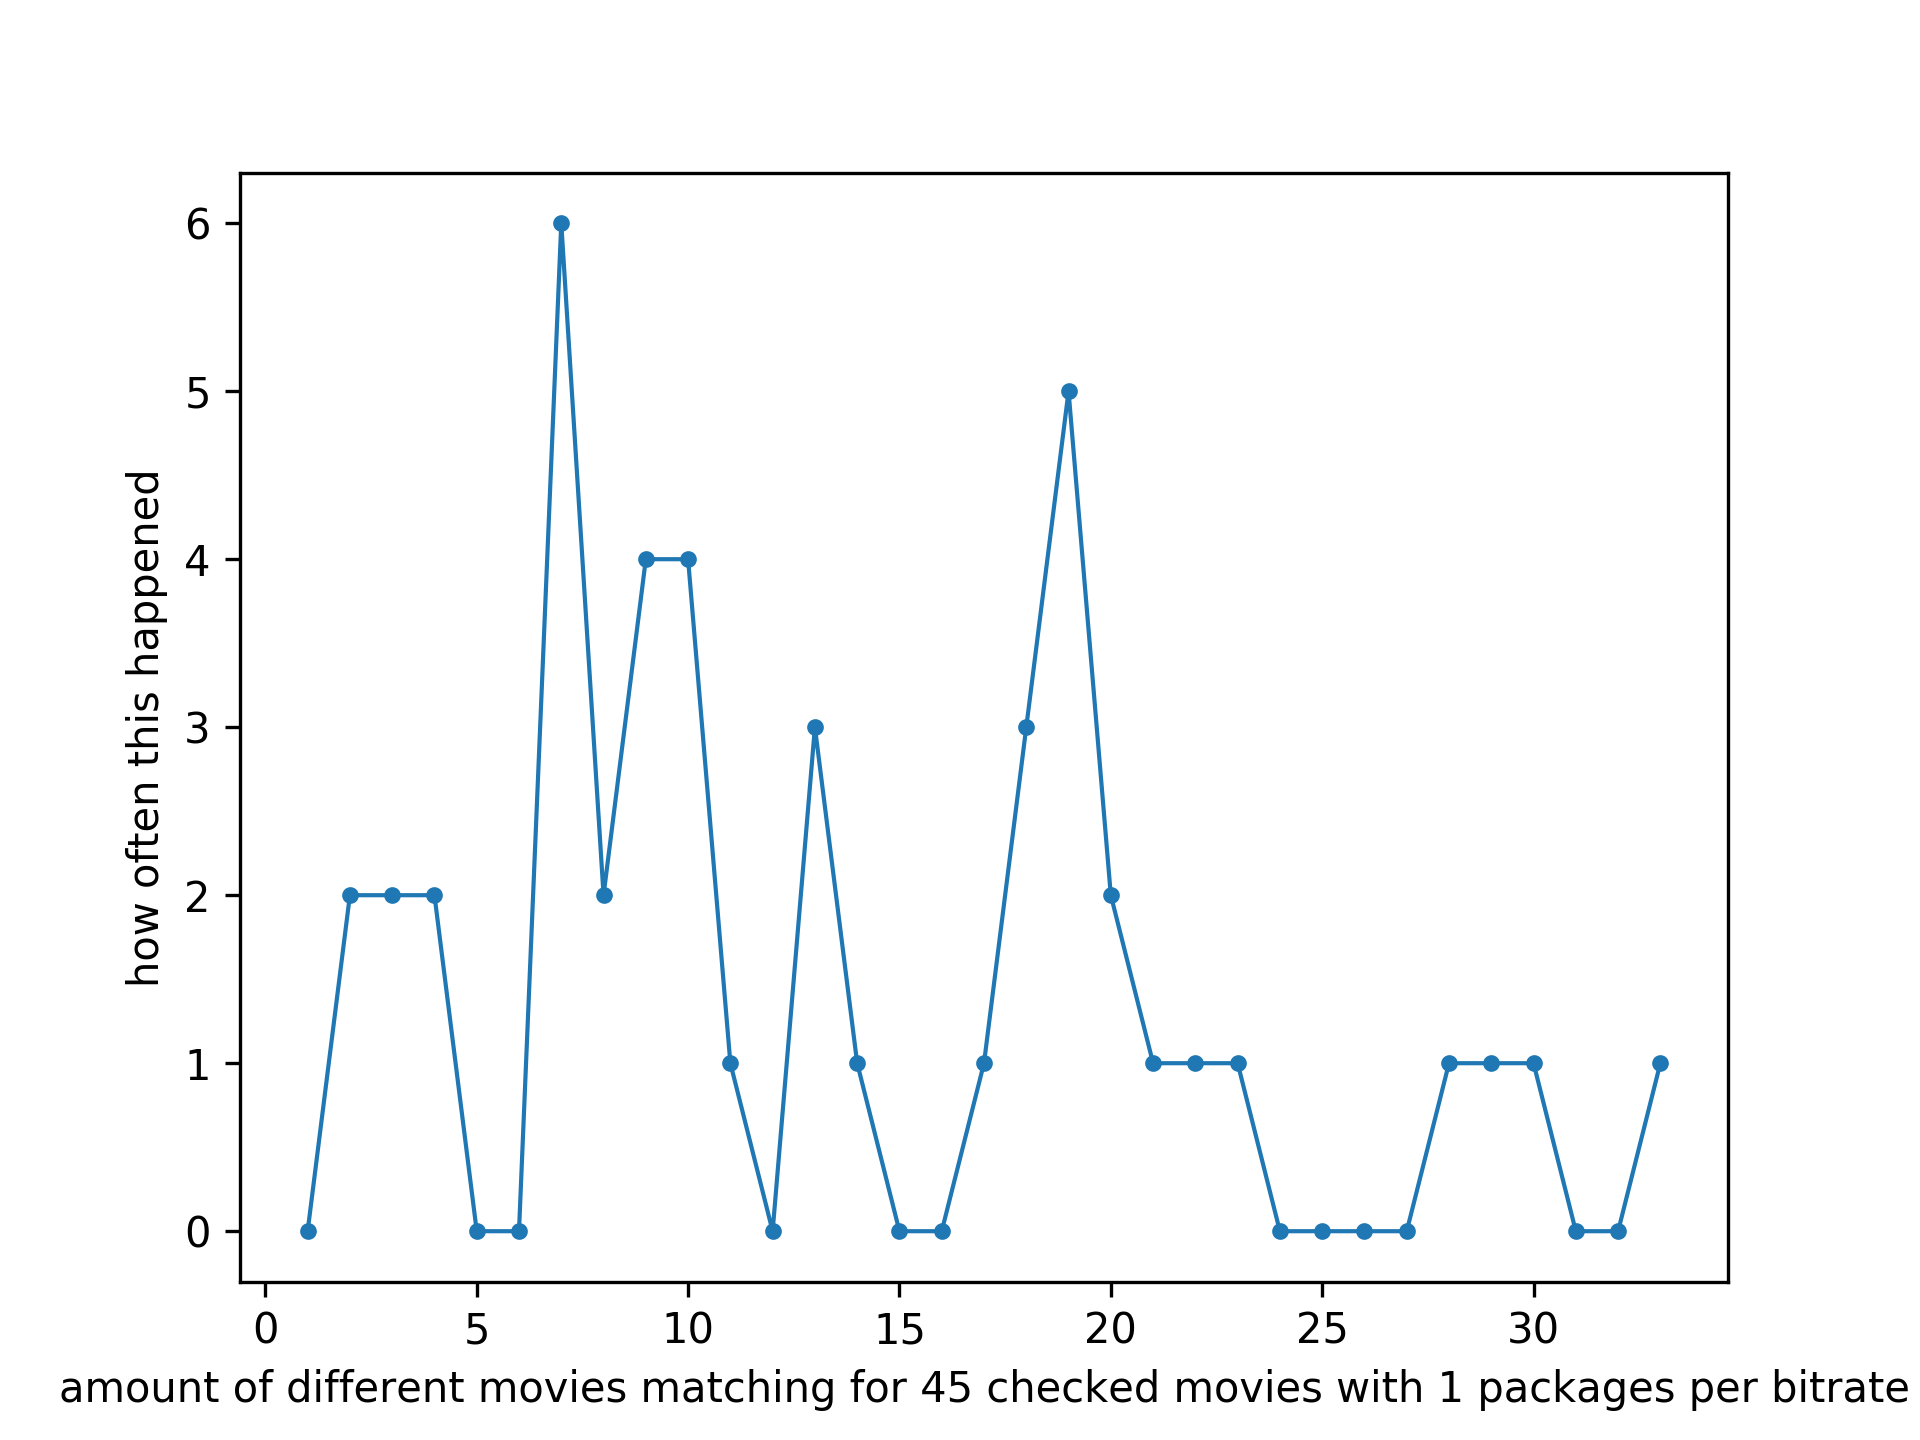 6
5
4
3
2
1
0
how often this happened
0 5 10 15 20 25 30
amount of different movies matching for 45 checked movies with 1 packages per bitrate